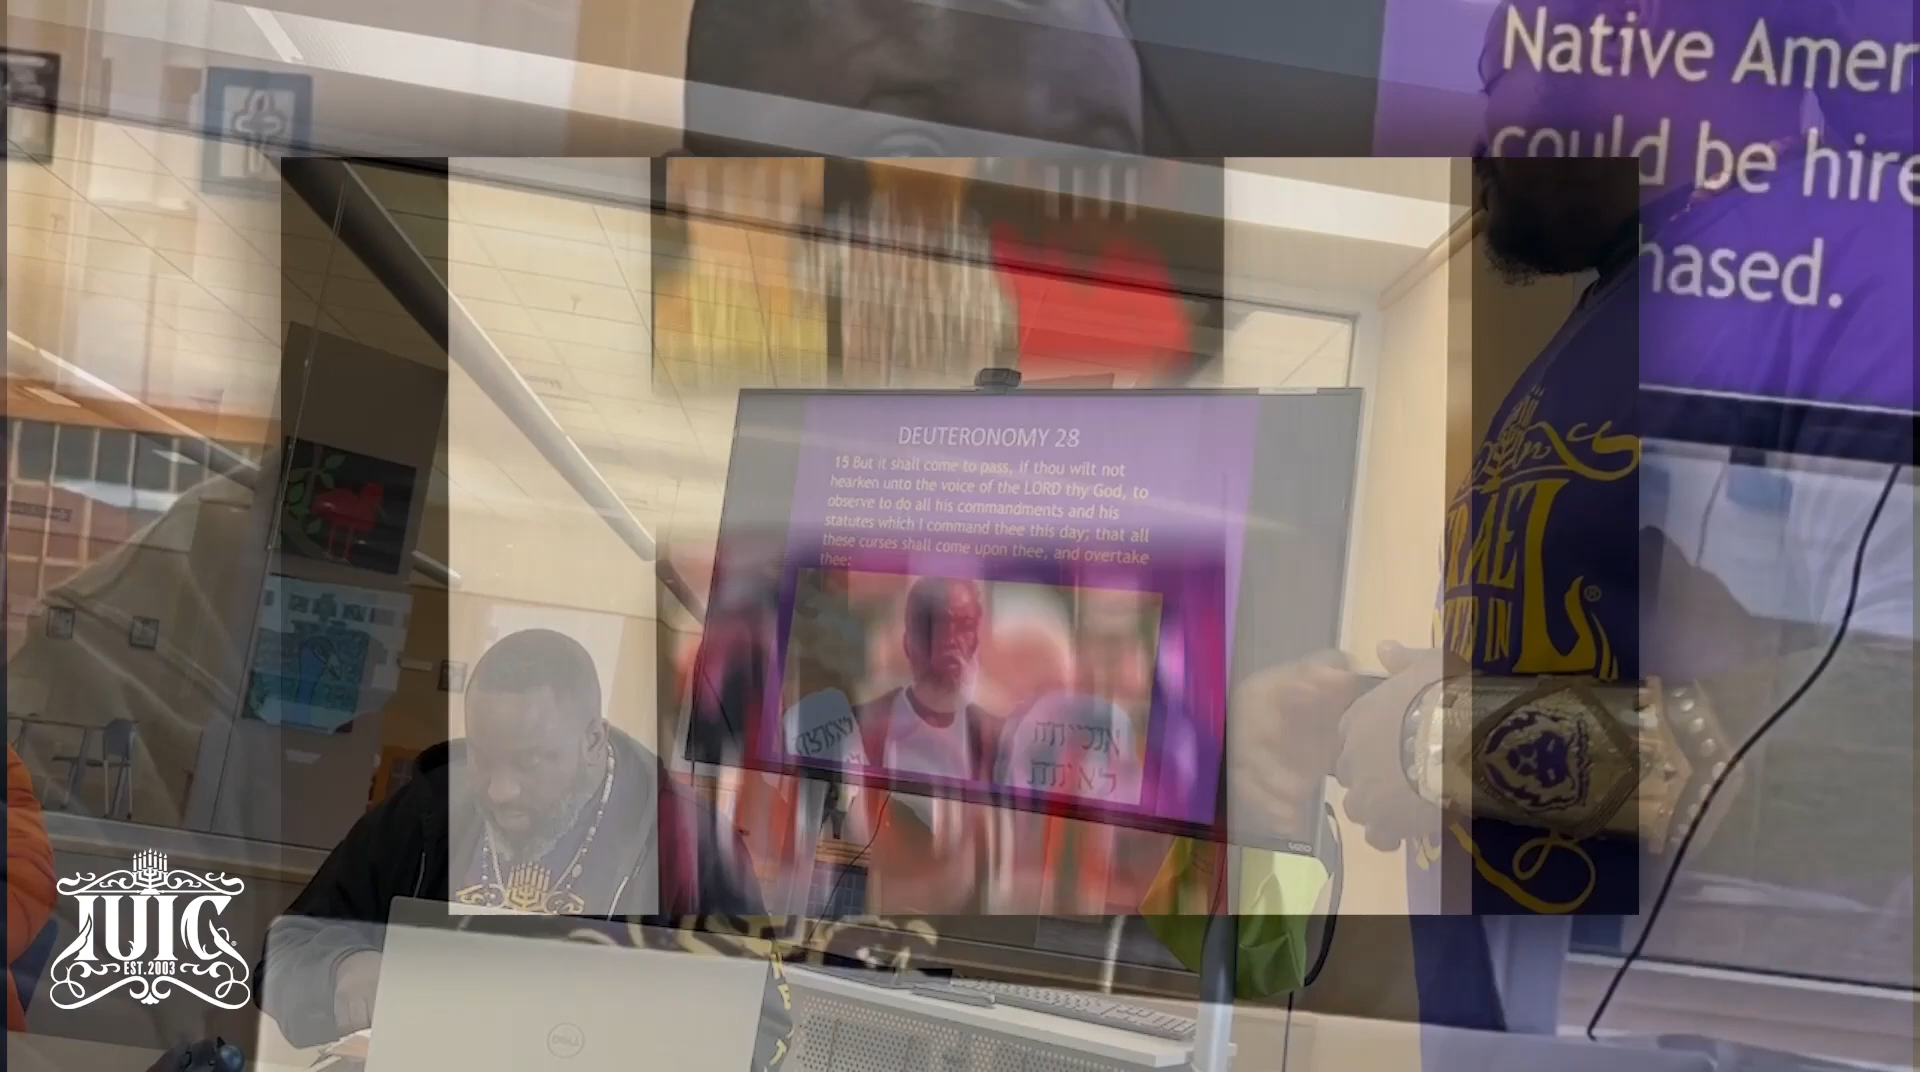 Native Amer
could be hire
hased.
DEUTERONOMY 28
15 But it shall come to pass, if thou wilt not
hearken unto the voice of the LORD thy God, to
observe to do all his commandments and his
statutes which I command thee this day; that all
these curses shall come upon thee, and overtake
thee:
IUIC
EST. 2003
DELL
VIZIO